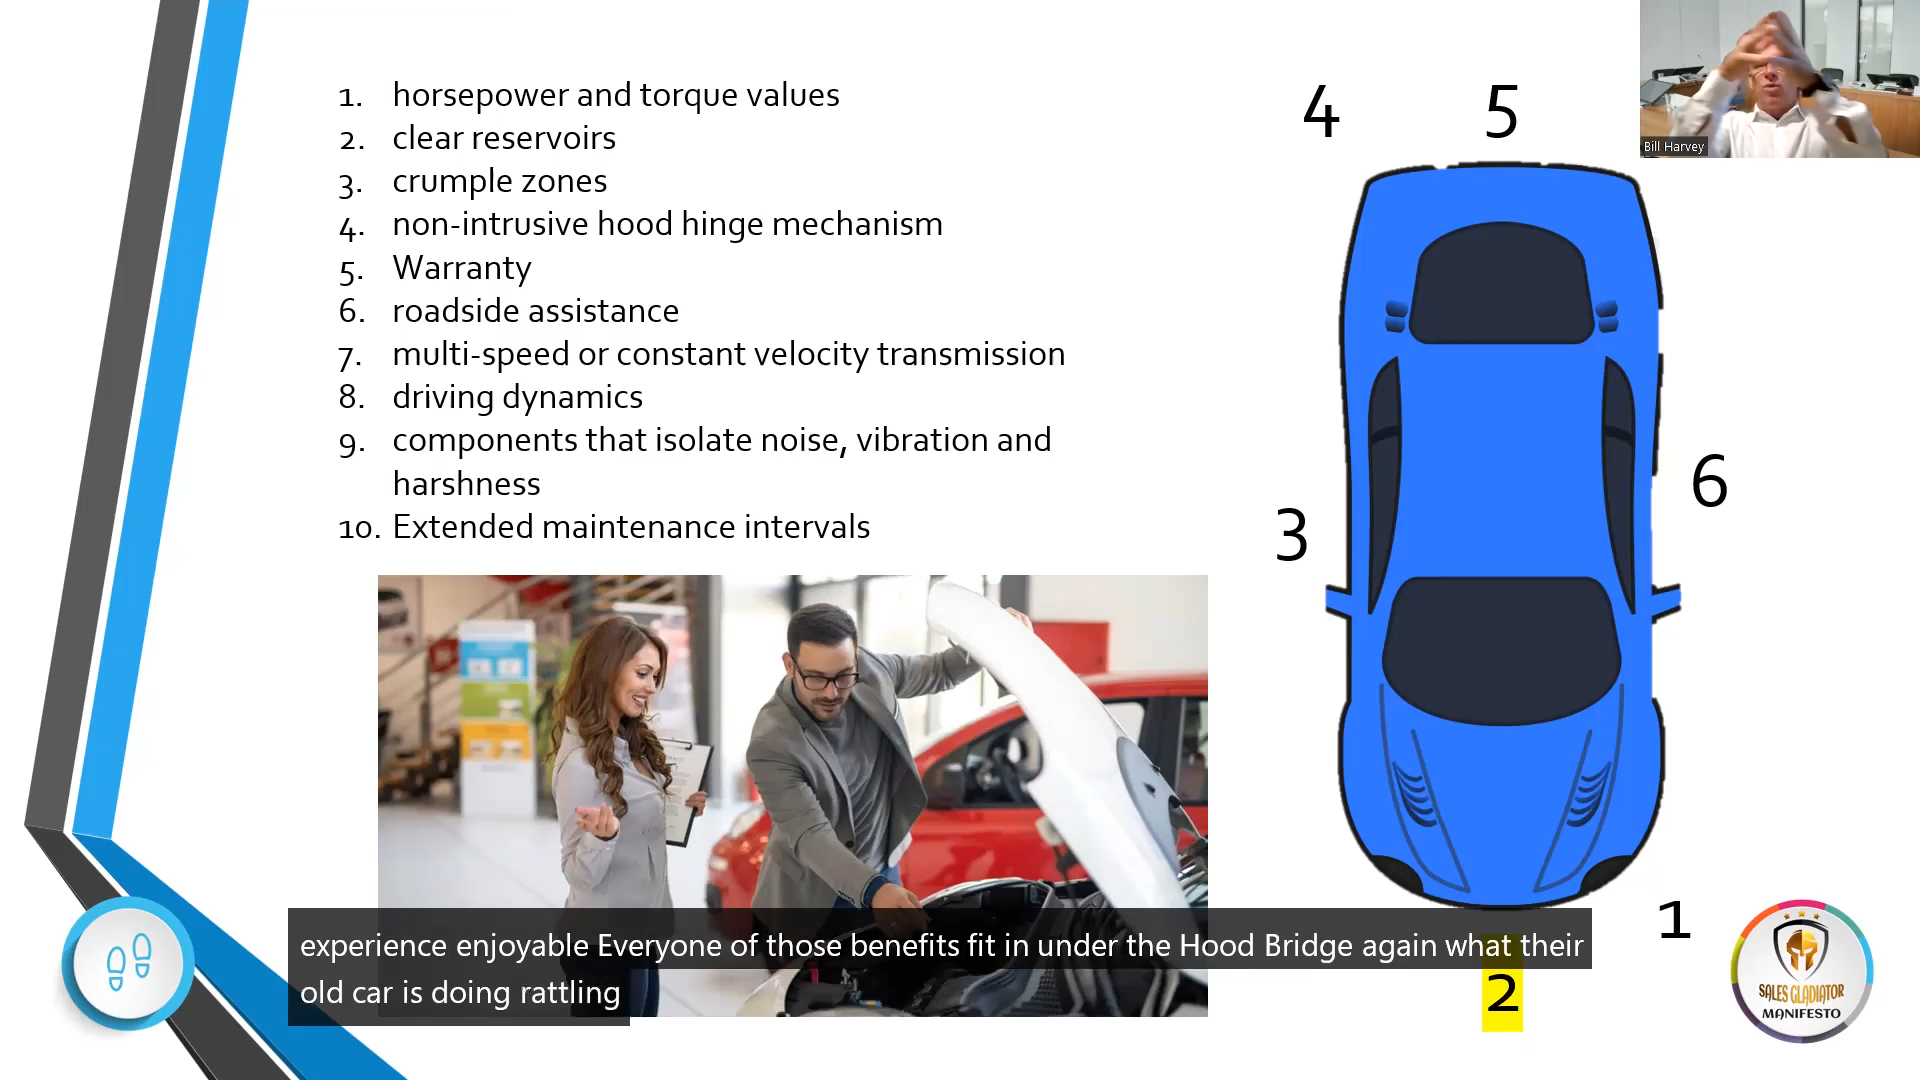 1. horsepower and torque values
2. clear reservoirs
3. crumple zones
4. non-intrusive hood hinge mechanism
5. Warranty
6. roadside assistance
7. multi-speed or constant velocity transmission
8. driving dynamics
9. components that isolate noise, vibration and
harshness
10. Extended maintenance intervals
4
5
Bill Harvey
6
3
1
2
experience enjoyable Everyone of those benefits fit in under the Hood Bridge again what their
old car is doing rattling
SALES GLADIATOR
MANIFESTO